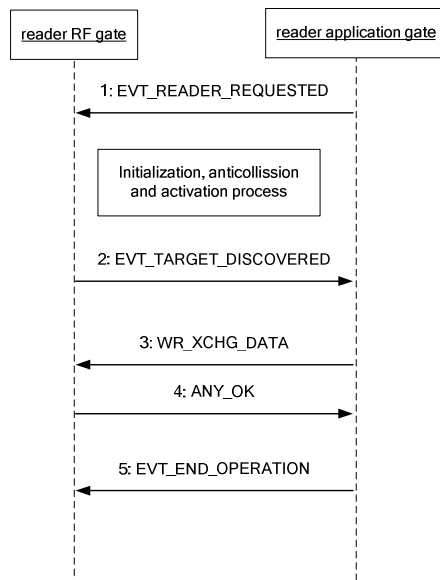 reader RF gate
reader application gate
1: EVT_READER_REQUESTED
Initialization, anticollission
and activation process
2: EVT_TARGET_DISCOVERED
3: WR_XCHG_DATA
4: ANY_OK
5: EVT_END_OPERATION